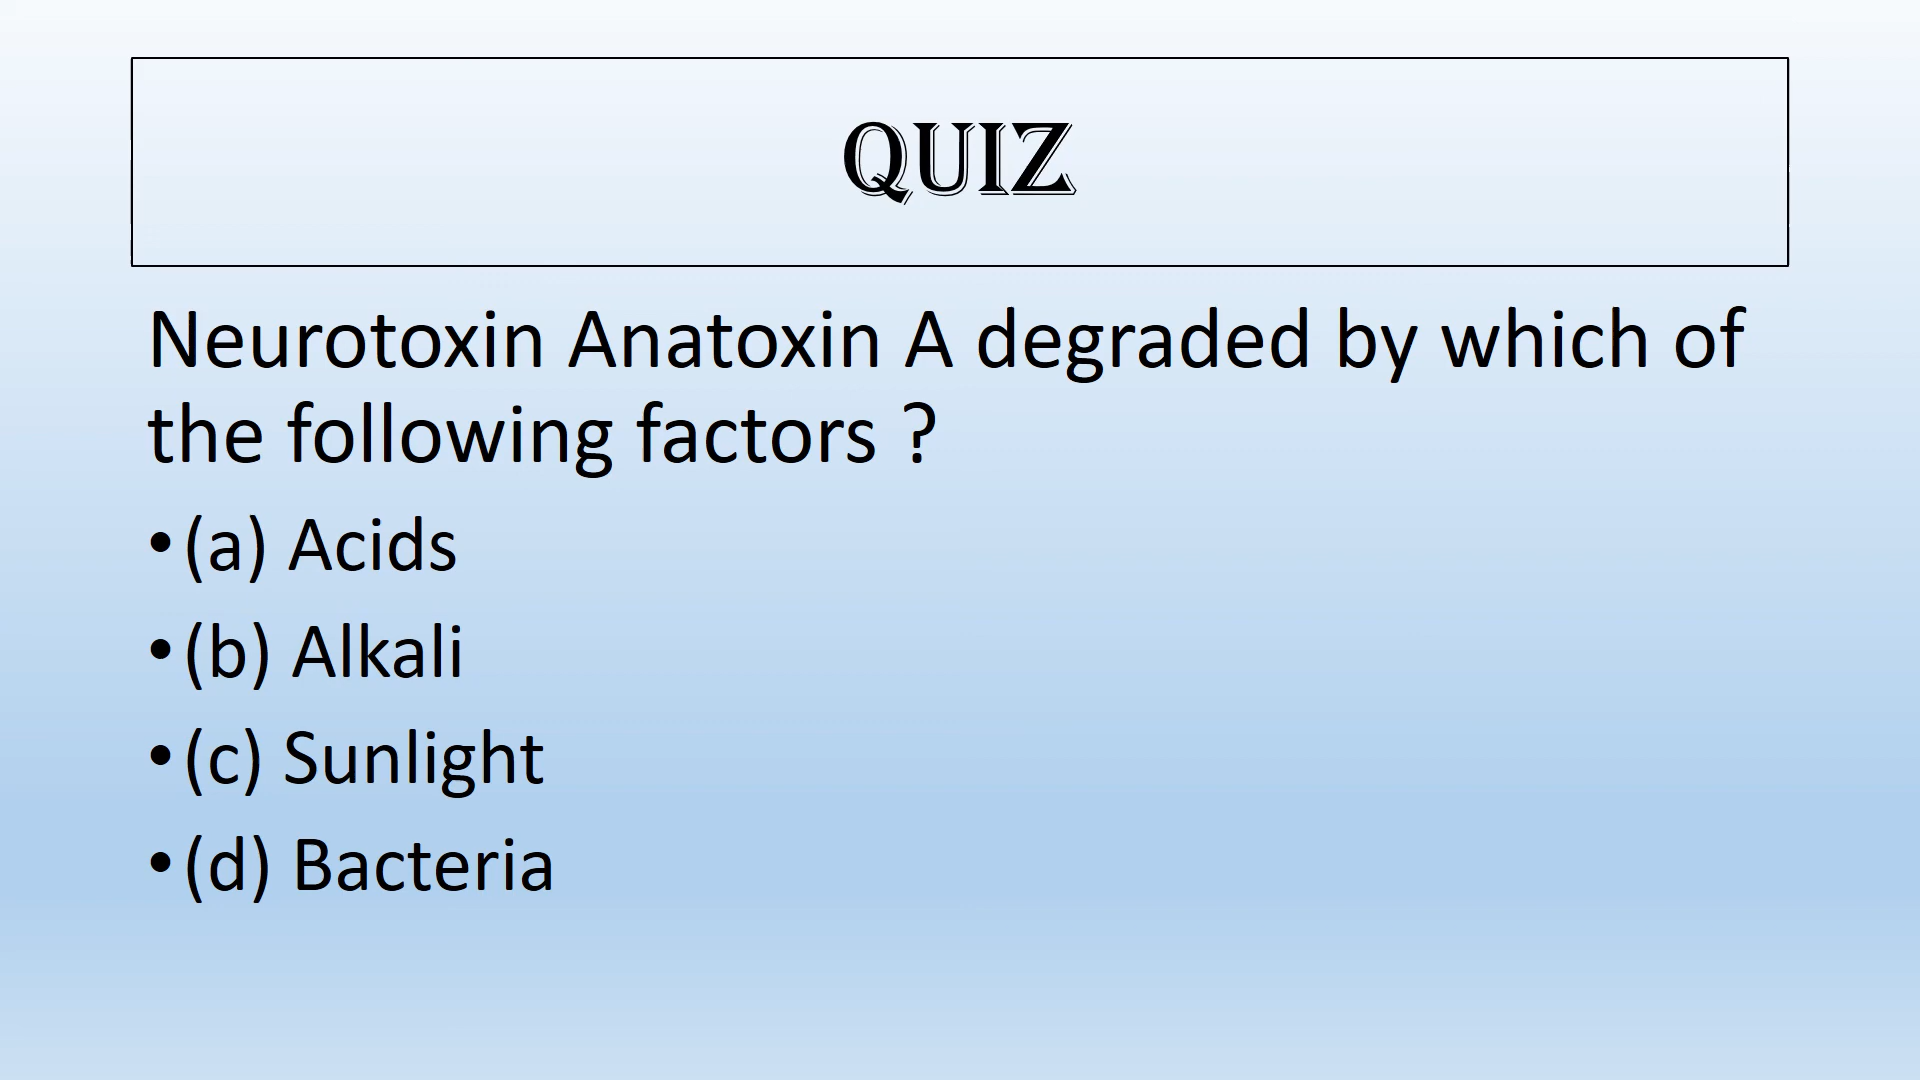 QUIZ
Neurotoxin Anatoxin A degraded by which of
the following factors ?
•(a) Acids
•(b) Alkali
•(c) Sunlight
•(d) Bacteria